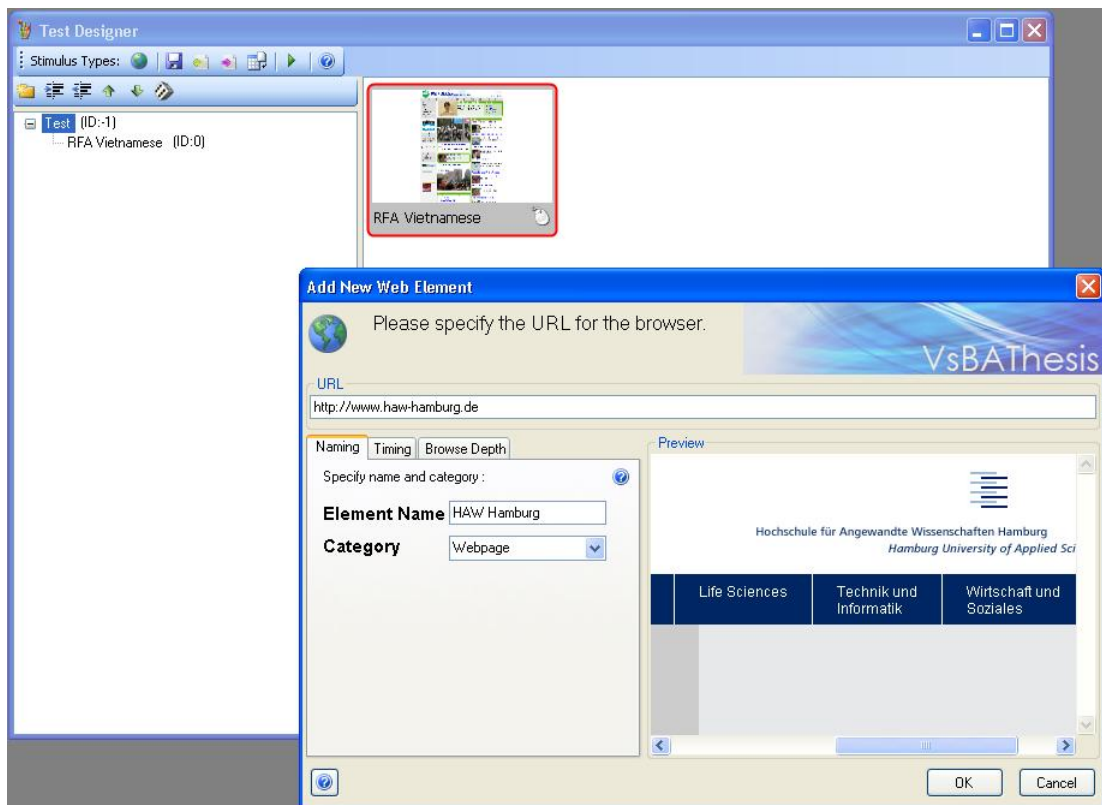 Test Designer
Stimulus Types:
Test (ID:-1)
RFA Vietnamese (ID:0)
RFA Vietnamese
Add New Web Element
Please specify the URL for the browser.
VsBAThesis
URL
http://www.haw-hamburg.de
Naming Timing Browse Depth
Specify name and category :
Element Name HAW Hamburg
Category Webpage
Preview
Hochschule für Angewandte Wissenschaften Hamburg
Hamburg University of Applied Sci
Life Sciences
Technik und
Informatik
Wirtschaft und
Soziales
OK Cancel